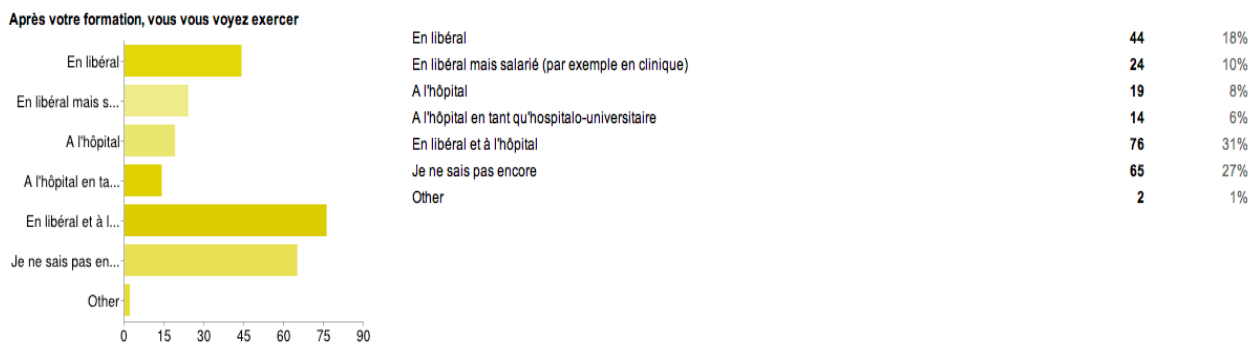 Après votre formation, vous vous voyez exercer
En libéral
En libéral mais s...
A l'hôpital
A l'hôpital en ta...
En libéral et à l...
Je ne sais pas en...
Other
0 15 30 45 60 75 90
En libéral 44 18%
En libéral mais salarié (par exemple en clinique) 24 10%
A l'hôpital 19 8%
A l'hôpital en tant qu'hospitalo-universitaire 14 6%
En libéral et à l'hôpital 76 31%
Je ne sais pas encore 65 27%
Other 2 1%